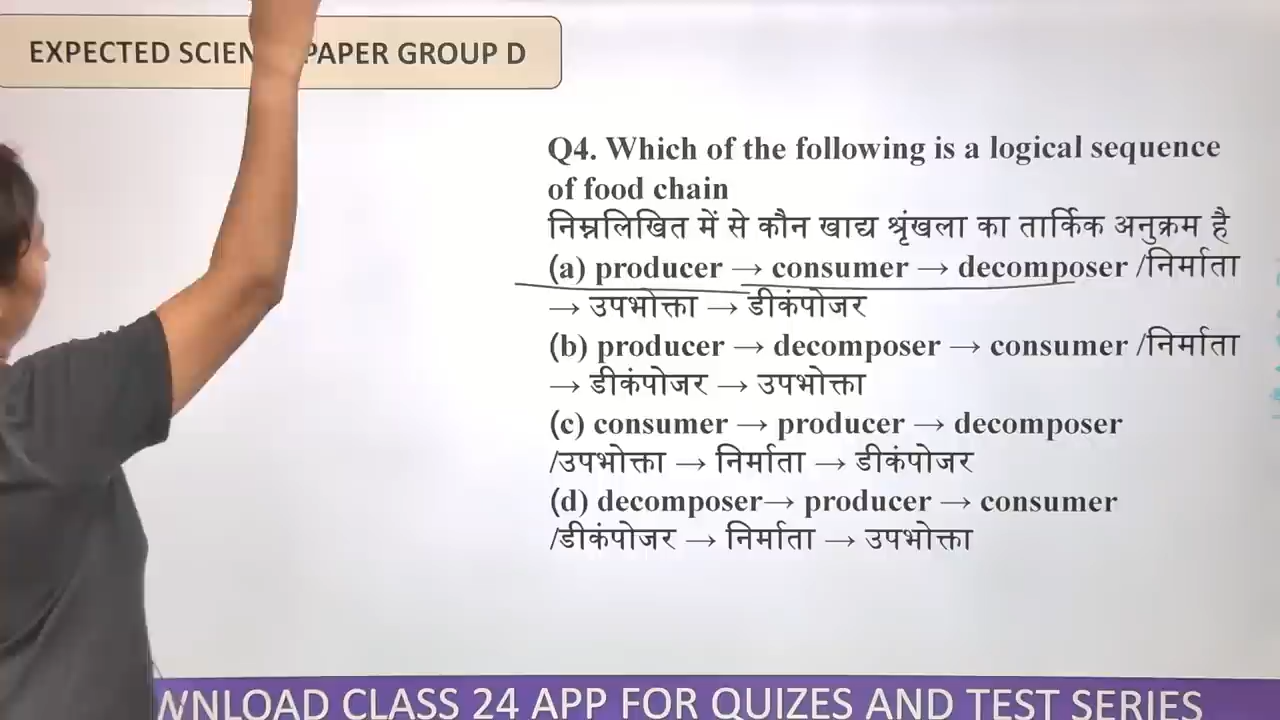 EXPECTED SCIEN PAPER GROUP D
Q4. Which of the following is a logical sequence
of food chain
निम्नलिखित में से कौन खाद्य श्रृंखला का तार्किक अनुक्रम है
(a) producer → consumer → decomposer /निर्माता
→ उपभोक्ता → डीकंपोजर
(b) producer → decomposer → consumer /निर्माता
→ डीकंपोजर → उपभोक्ता
(c) consumer → producer → decomposer
/उपभोक्ता → निर्माता → डीकंपोजर
(d) decomposer→ producer → consumer
/डीकंपोजर → निर्माता → उपभोक्ता
WNLOAD CLASS 24 APP FOR QUIZES AND TEST SERIES